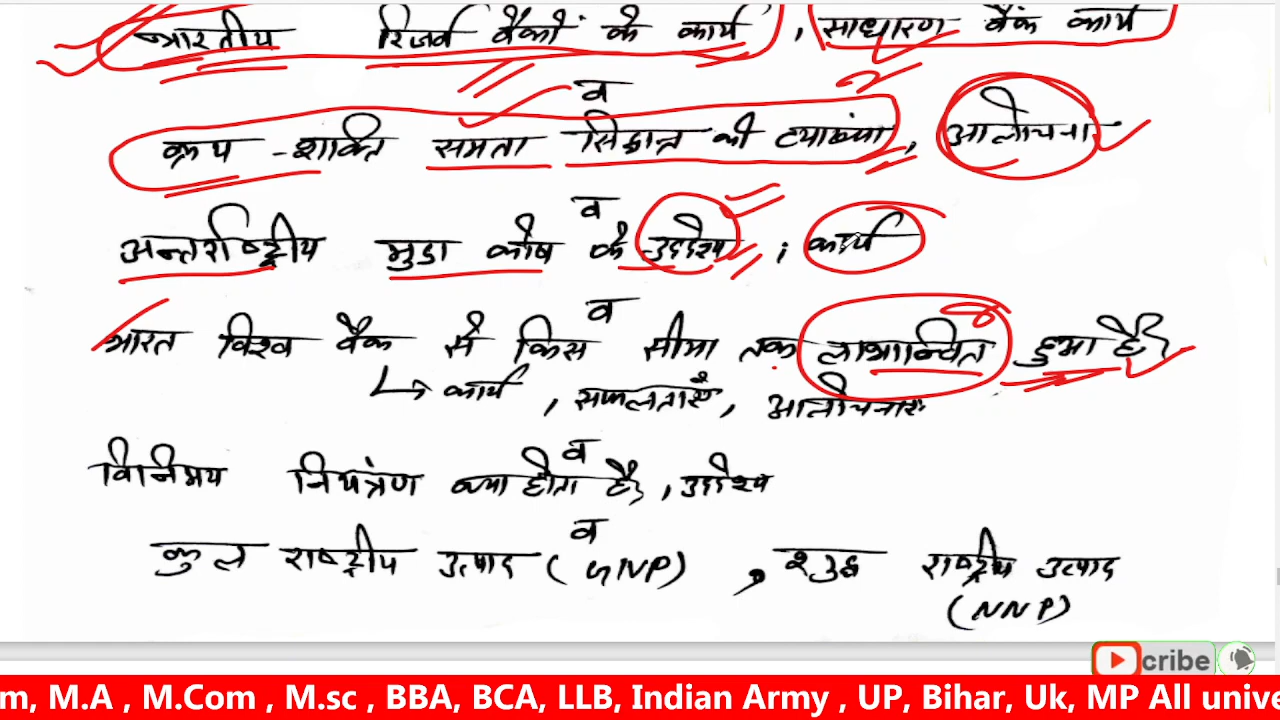 भारतीय रिजर्व बैंकों के कार्य , साधारण बैंक कार्य
व
क्रय - शक्ति समता सिद्धान्त की व्याख्या , आलोचना
व
अन्तर्राष्ट्रीय मुद्रा कोष के उद्देश्य , कार्य
व
भारत विश्व बैंक से किस सीमा तक लाभान्वित हुआ है?
↳ कार्य , सफलताएँ , आलोचनाएं
विनिमय नियंत्रण क्या होता है? , उद्देश्य
व
कुल राष्ट्रीय उत्पाद (GNP) , शुद्ध राष्ट्रीय उत्पाद
(NNP)
cribe
m, M.A , M.Com , M.sc , BBA, BCA, LLB, Indian Army , UP, Bihar, Uk, MP All unive